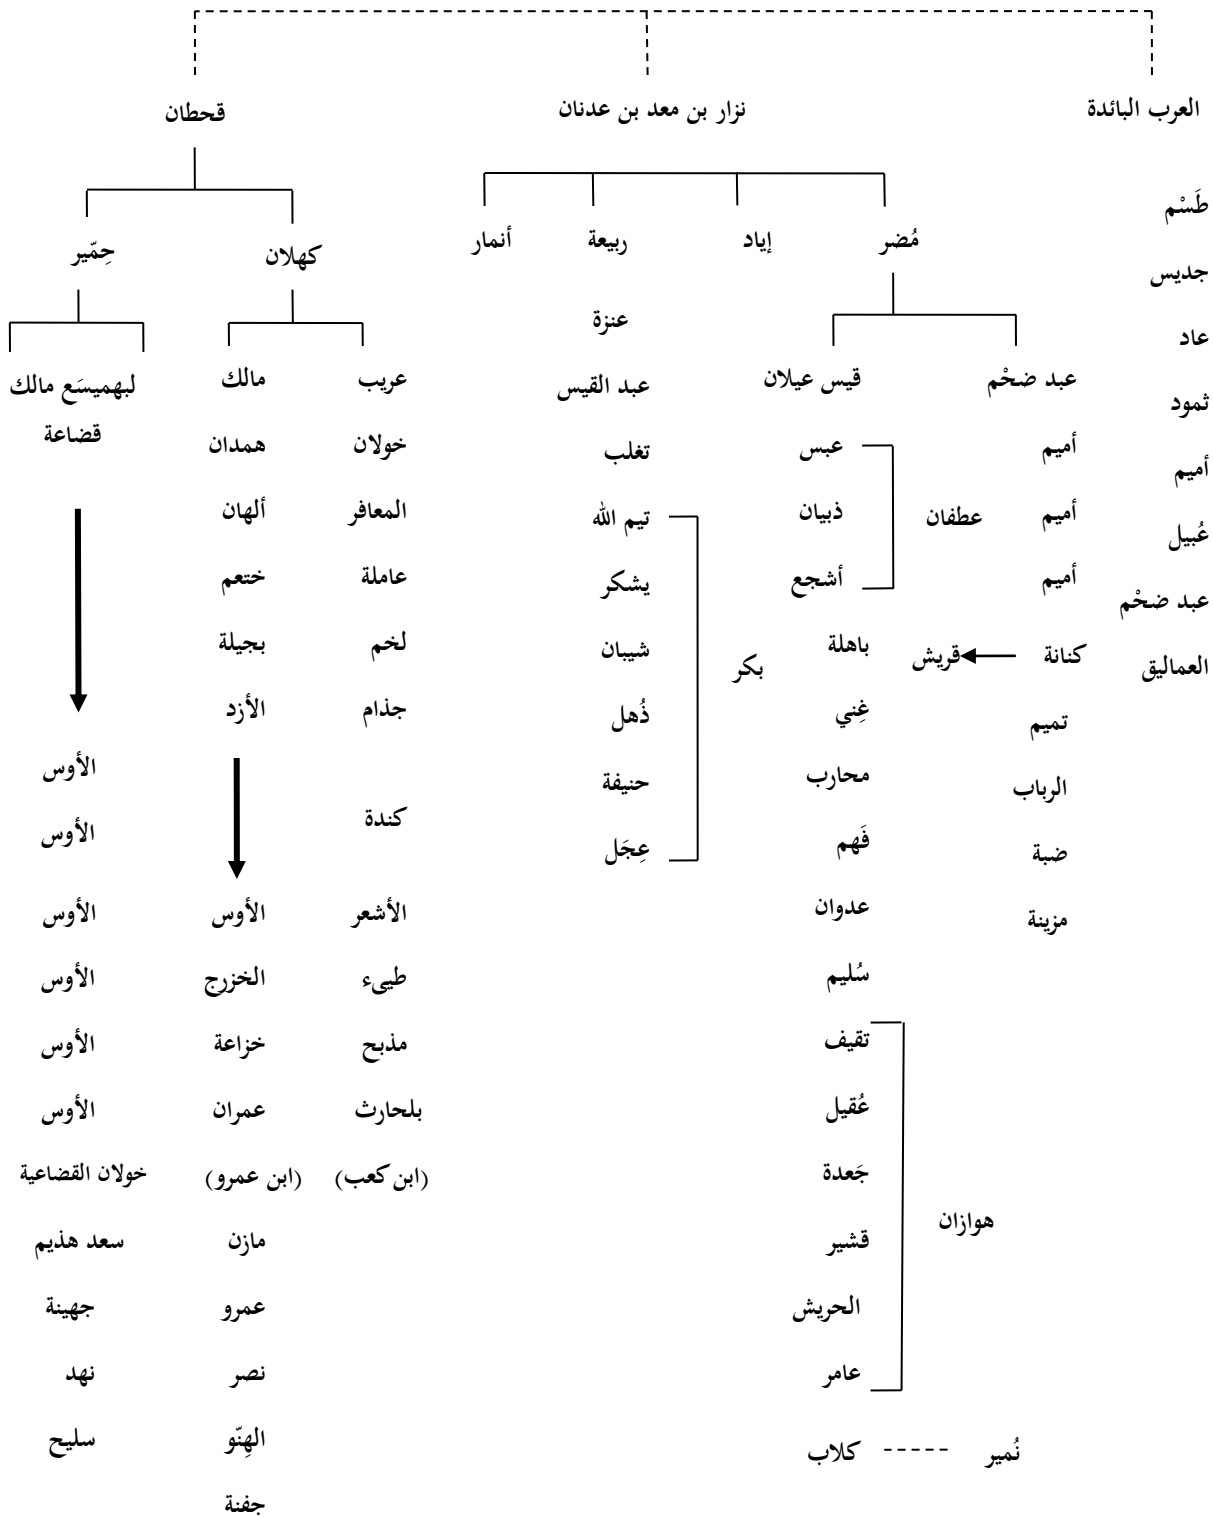 العرب البائدة
نزار بن معد بن عدنان
قحطان
طَسْم
جديس
عاد
ثمود
أميم
عُبيل
عبد ضخْم
العماليق
مُضر
إياد
ربيعة
أنمار
عبد ضخْم
أميم
أميم
أميم
كنانة
قريش
تميم
الرباب
ضبة
مزينة
قيس عيلان
عبس
ذبيان
أشجع
عطفان
باهلة
غِني
محارب
فَهم
عدوان
سُليم
تقيف
عُقيل
جَعدة
قشير
الحريش
عامر
هوازان
كلاب
نُمير
عنزة
عبد القيس
تغلب
تيم الله
يشكر
شيبان
ذُهل
حنيفة
عِجَل
بكر
كهلان
حِمّير
عريب
خولان
المعافر
عاملة
لخم
جذام
كندة
الأشعر
طيىء
مذبح
بلحارث
(ابن كعب)
مالك
همدان
ألهان
ختعم
بجيلة
الأزد
الأوس
الخزرج
خزاعة
عمران
(ابن عمرو)
مازن
عمرو
نصر
الهِنّو
جفنة
لبهميسَع مالك
قضاعة
الأوس
الأوس
الأوس
الأوس
الأوس
الأوس
خولان القضاعية
سعد هذيم
جهينة
نهد
سليح